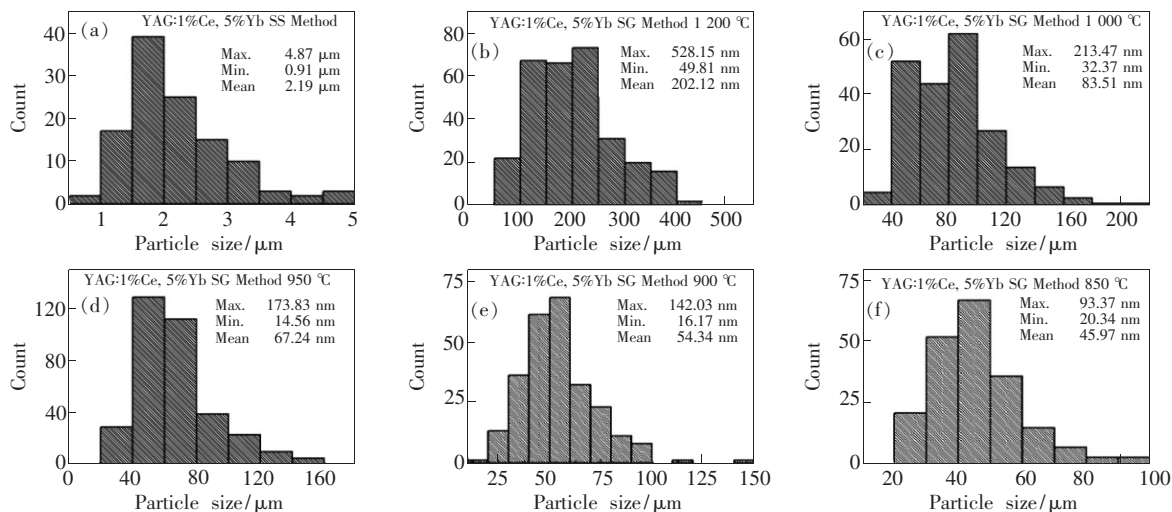 (a)
YAG:1%Ce, 5%Yb SS Method
Max. 4.87 μm
Min. 0.91 μm
Mean 2.19 μm
Count
40
30
20
10
0
1 2 3 4 5
Particle size/μm
(b)
YAG:1%Ce, 5%Yb SG Method 1 200 ℃
Max. 528.15 nm
Min. 49.81 nm
Mean 202.12 nm
Count
80
60
40
20
0
0 100 200 300 400 500
Particle size/μm
(c)
YAG:1%Ce, 5%Yb SG Method 1 000 ℃
Max. 213.47 nm
Min. 32.37 nm
Mean 83.51 nm
Count
60
40
20
0
40 80 120 160 200
Particle size/μm
(d)
YAG:1%Ce, 5%Yb SG Method 950 ℃
Max. 173.83 nm
Min. 14.56 nm
Mean 67.24 nm
Count
120
80
40
0
0 40 80 120 160
Particle size/μm
(e)
YAG:1%Ce, 5%Yb SG Method 900 ℃
Max. 142.03 nm
Min. 16.17 nm
Mean 54.34 nm
Count
75
50
25
0
25 50 75 100 125 150
Particle size/μm
(f)
YAG:1%Ce, 5%Yb SG Method 850 ℃
Max. 93.37 nm
Min. 20.34 nm
Mean 45.97 nm
Count
75
50
25
0
20 40 60 80 100
Particle size/μm